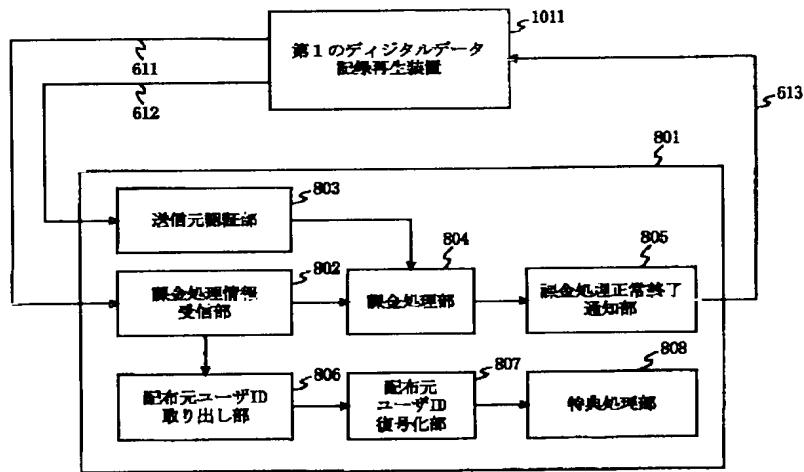 1011
第1のディジタルデータ
記録再生装置
611
612
613
801
803
送信元認証部
802
課金処理情報
受信部
804
課金処理部
805
課金処理正常終了
通知部
806
配布元ユーザID
取り出し部
807
配布元
ユーザID
復号化部
808
特典処理部